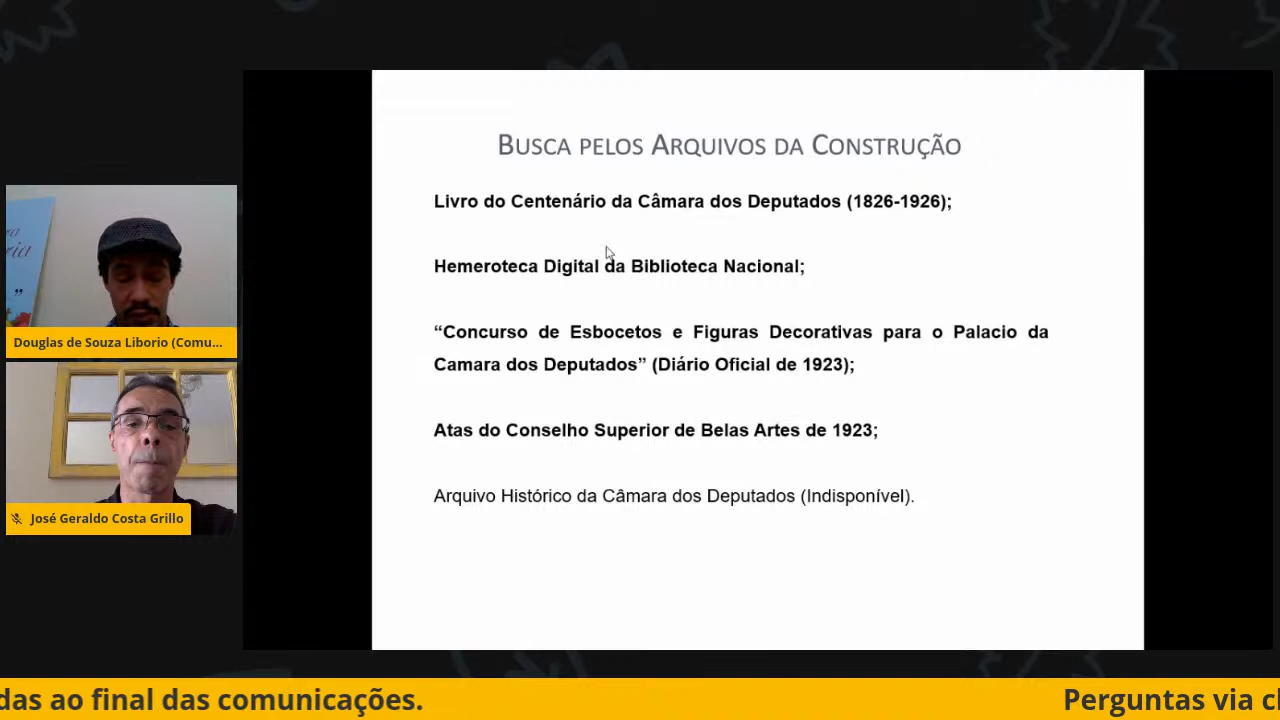 BUSCA PELOS ARQUIVOS DA CONSTRUÇÃO
Livro do Centenário da Câmara dos Deputados (1826-1926);
Hemeroteca Digital da Biblioteca Nacional;
“Concurso de Esbocetos e Figuras Decorativas para o Palacio da
Camara dos Deputados” (Diário Oficial de 1923);
Atas do Conselho Superior de Belas Artes de 1923;
Arquivo Histórico da Câmara dos Deputados (Indisponível).
ria
”
Douglas de Souza Liborio (Comu...
José Geraldo Costa Grillo
das ao final das comunicações.
Perguntas via